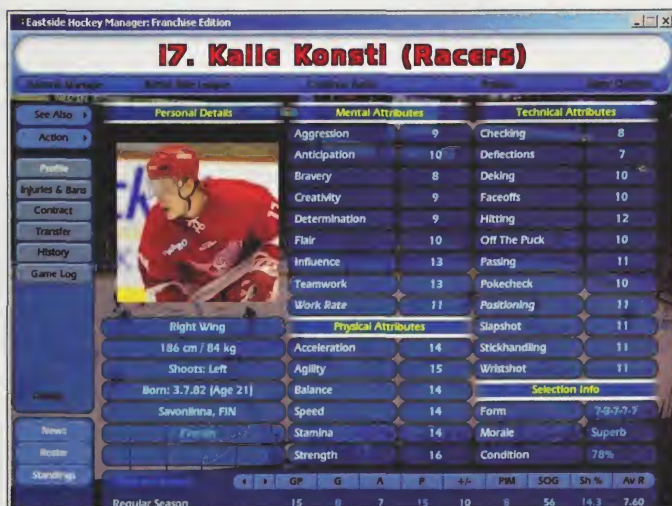 Eastside Hockey Manager: Franchise Edition
17. Kalle Konsti (Racers)
See Also
Action
Profile
Injuries & Bans
Contract
Transfer
History
Game Log
News
Roster
Standings
Personal Details
17
Right Wing
186 cm / 84 kg
Shoots: Left
Born: 3.7.82 (Age 21)
Savonlinna, FIN
Mental Attributes
Aggression 9
Anticipation 10
Bravery 8
Creativity 9
Determination 9
Flair 10
Influence 13
Teamwork 13
Work Rate 11
Physical Attributes
Acceleration 14
Agility 15
Balance 14
Speed 14
Stamina 14
Strength 16
Technical Attributes
Checking 8
Deflections 7
Deking 10
Faceoffs 10
Hitting 12
Off The Puck 10
Passing 11
Pokecheck 10
Positioning 11
Slapshot 11
Stickhandling 11
Wristshot 11
Selection Info
Form 7-8-7-7-7
Morale Superb
Condition 78%
GP G A P +/- PIM SOG Sh % Av R
Regular Season 15 8 7 15 10 8 56 14.3 7.60